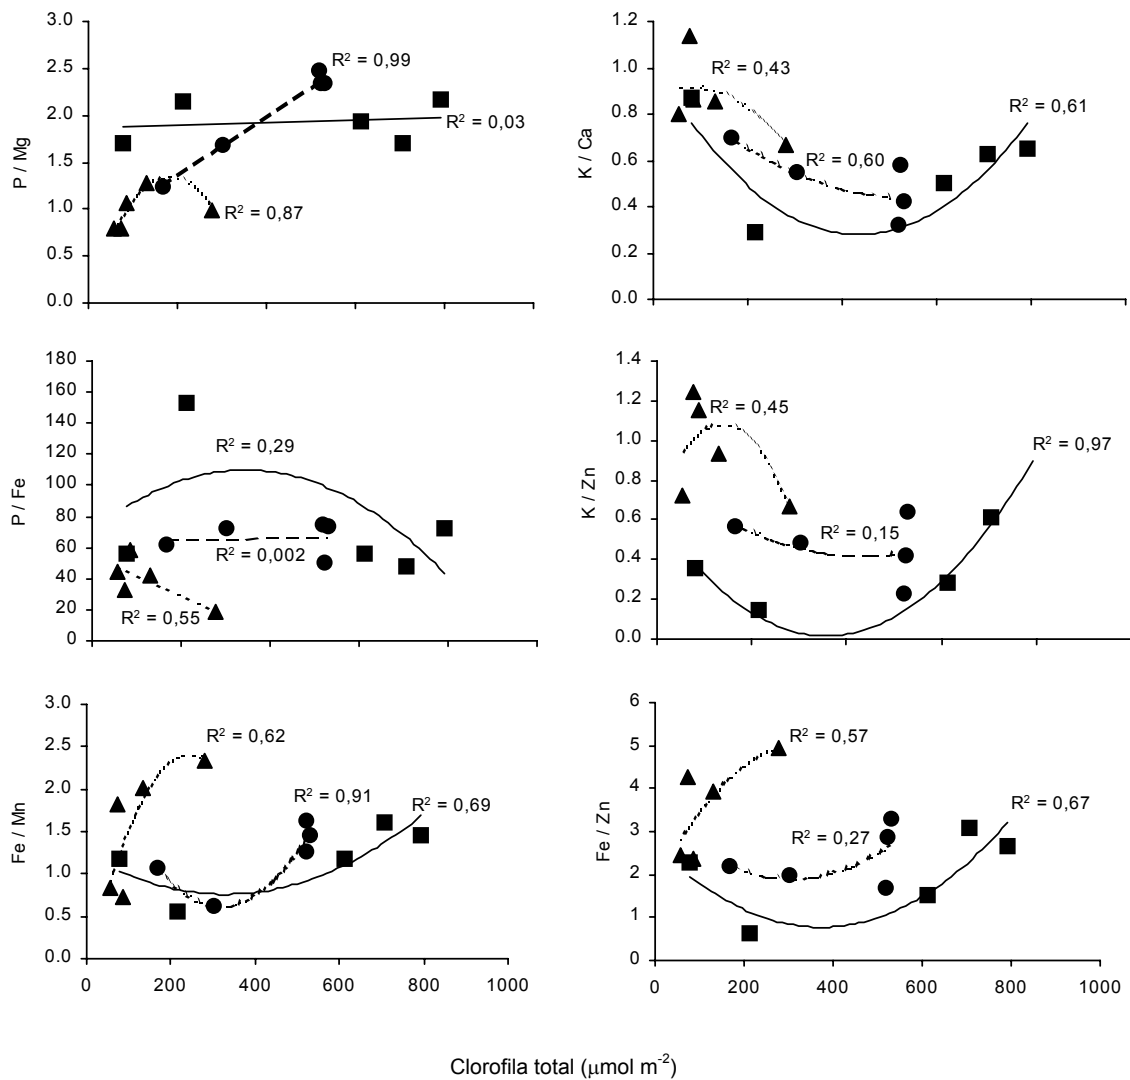 3.0
2.5
2.0
1.5
1.0
0.5
0.0
P / Mg
R² = 0,99
R² = 0,03
R² = 0,87
1.2
1.0
0.8
0.6
0.4
0.2
0.0
K / Ca
R² = 0,43
R² = 0,61
R² = 0,60
180
160
140
120
100
80
60
40
20
0
P / Fe
R² = 0,29
R² = 0,002
R² = 0,55
1.4
1.2
1.0
0.8
0.6
0.4
0.2
0.0
K / Zn
R² = 0,45
R² = 0,97
R² = 0,15
3.0
2.5
2.0
1.5
1.0
0.5
0.0
Fe / Mn
R² = 0,62
R² = 0,91
R² = 0,69
0 200 400 600 800 1000
6
5
4
3
2
1
0
Fe / Zn
R² = 0,57
R² = 0,67
R² = 0,27
0 200 400 600 800 1000
Clorofila total (μmol m⁻²)